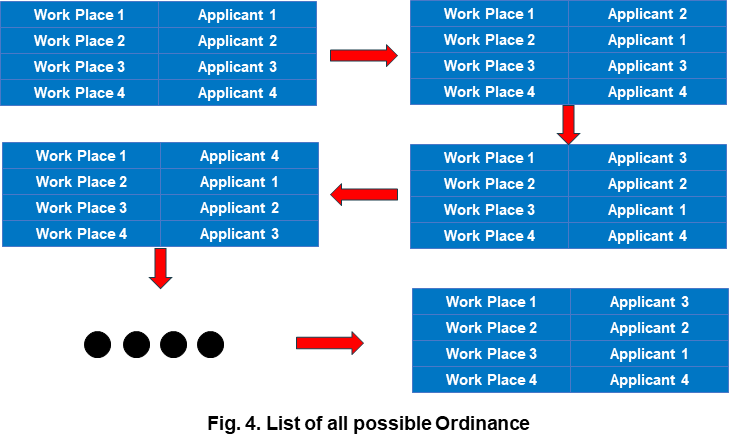 Work Place 1 Applicant 1
Work Place 2 Applicant 2
Work Place 3 Applicant 3
Work Place 4 Applicant 4
Work Place 1 Applicant 2
Work Place 2 Applicant 1
Work Place 3 Applicant 3
Work Place 4 Applicant 4
Work Place 1 Applicant 3
Work Place 2 Applicant 2
Work Place 3 Applicant 1
Work Place 4 Applicant 4
Work Place 1 Applicant 4
Work Place 2 Applicant 1
Work Place 3 Applicant 2
Work Place 4 Applicant 3
Work Place 1 Applicant 3
Work Place 2 Applicant 2
Work Place 3 Applicant 1
Work Place 4 Applicant 4
Fig. 4. List of all possible Ordinance